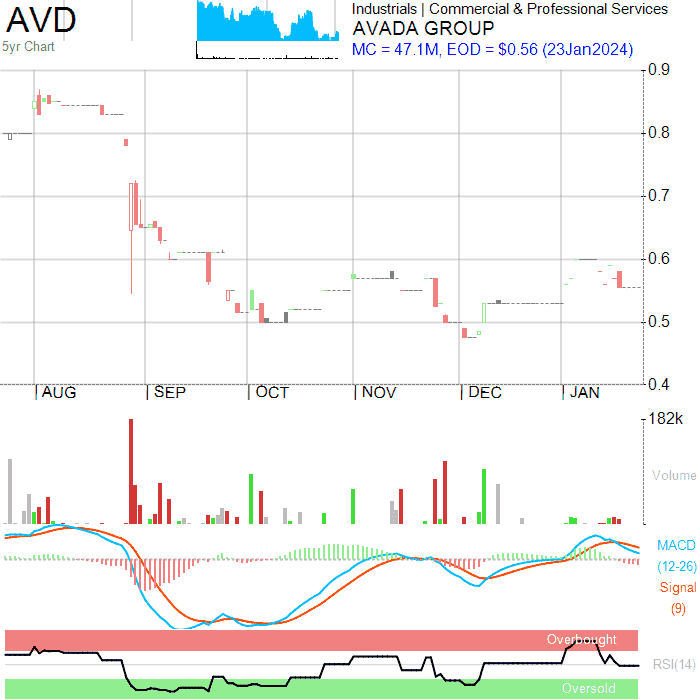 AVD
5yr Chart
Industrials | Commercial & Professional Services
AVADA GROUP
MC = 47.1M, EOD = $0.56 (23Jan2024)
0.9
0.8
0.7
0.6
0.5
0.4
| AUG | SEP | OCT | NOV | DEC | JAN
182k
Volume
MACD
(12-26)
Signal
(9)
Overbought
RSI(14)
Oversold